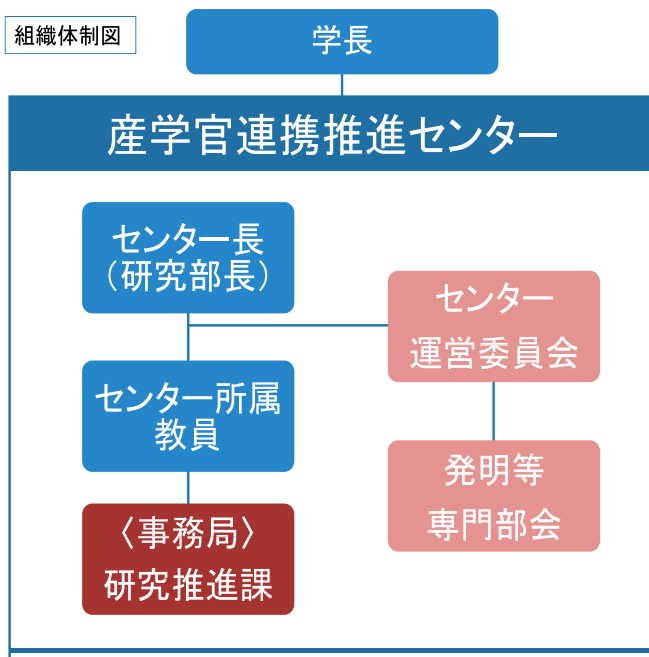 組織体制図
学長
産学官連携推進センター
センター長
（研究部長）
センター
運営委員会
センター所属
教員
発明等
専門部会
〈事務局〉
研究推進課